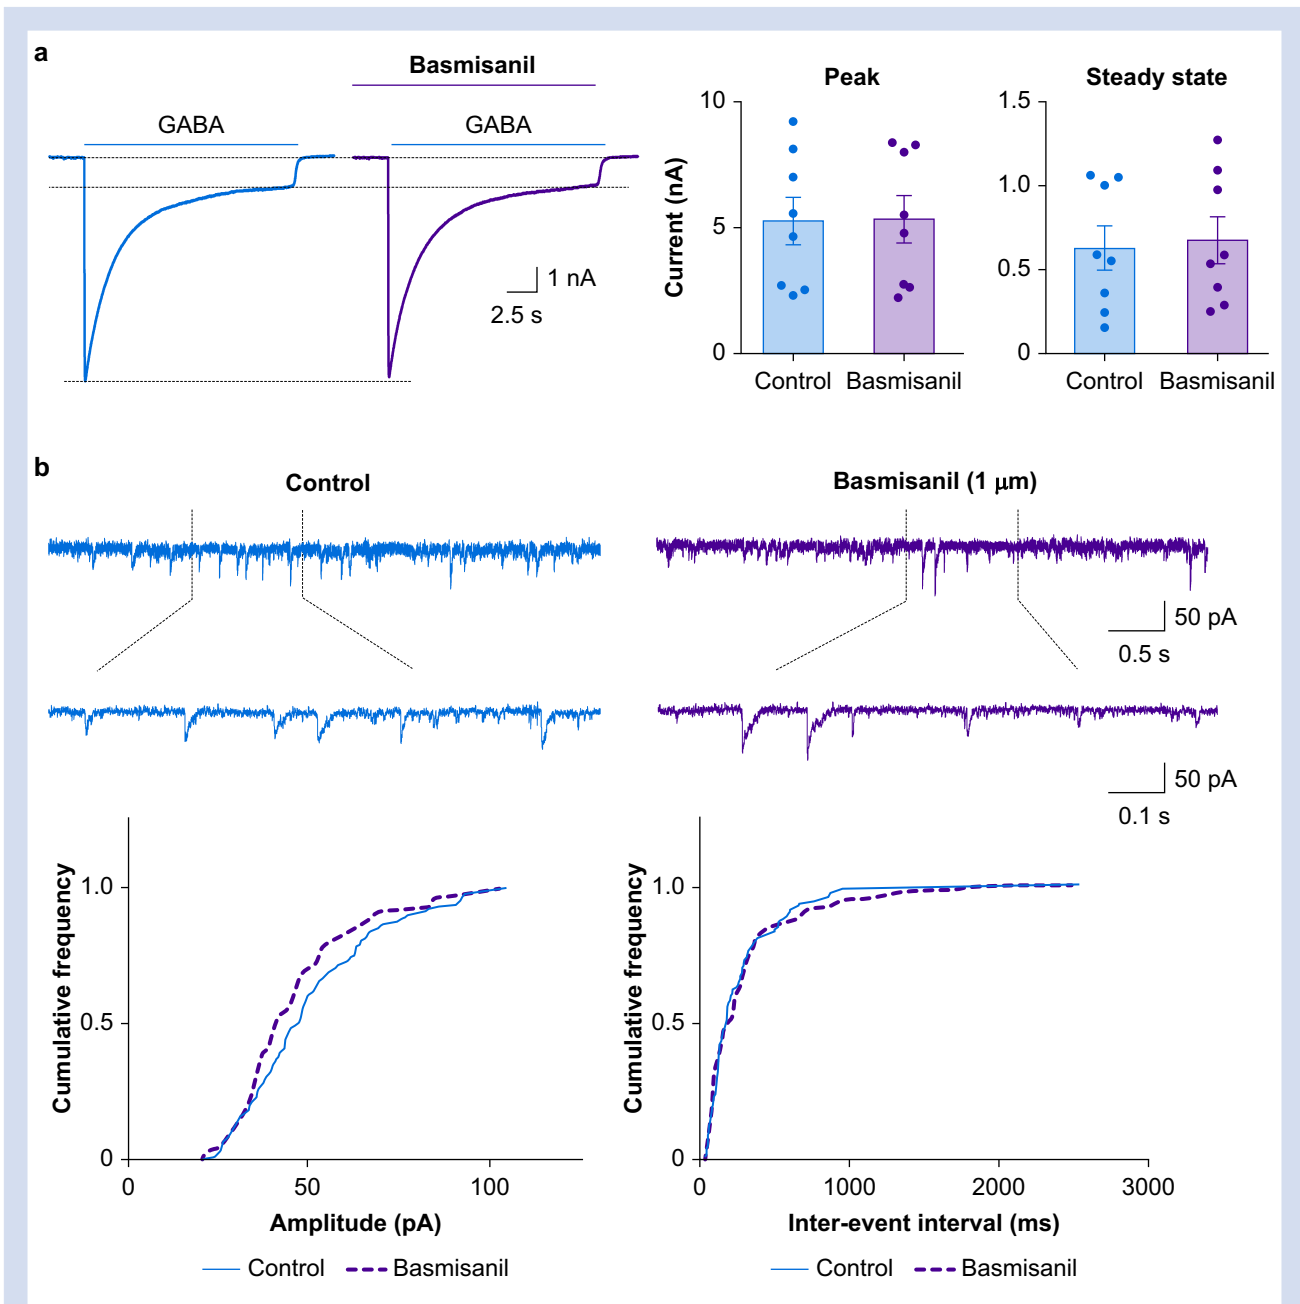 a
Basmisanil
GABA
GABA
1 nA
2.5 s
Peak
Current (nA)
10
5
0
Control
Basmisanil
Steady state
1.5
1.0
0.5
0
Control
Basmisanil
b
Control
Basmisanil (1 μm)
50 pA
0.5 s
50 pA
0.1 s
Cumulative frequency
1.0
0.5
0
0
50
100
Amplitude (pA)
Control
Basmisanil
Cumulative frequency
1.0
0.5
0
0
1000
2000
3000
Inter-event interval (ms)
Control
Basmisanil